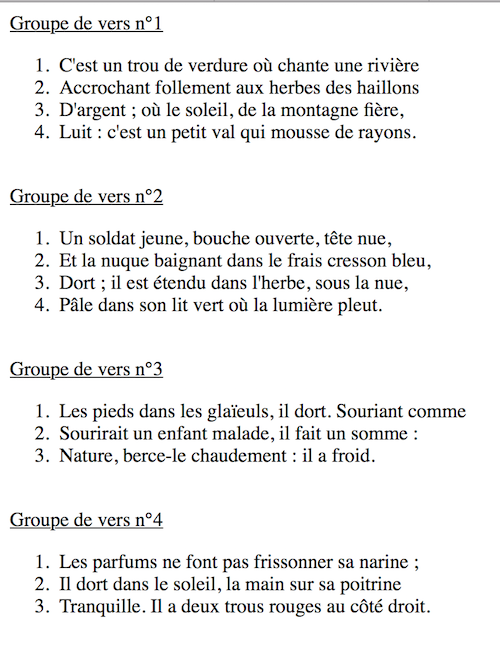 Groupe de vers n°1
1. C'est un trou de verdure où chante une rivière
2. Accrochant follement aux herbes des haillons
3. D'argent ; où le soleil, de la montagne fière,
4. Luit : c'est un petit val qui mousse de rayons.
Groupe de vers n°2
1. Un soldat jeune, bouche ouverte, tête nue,
2. Et la nuque baignant dans le frais cresson bleu,
3. Dort ; il est étendu dans l'herbe, sous la nue,
4. Pâle dans son lit vert où la lumière pleut.
Groupe de vers n°3
1. Les pieds dans les glaïeuls, il dort. Souriant comme
2. Sourirait un enfant malade, il fait un somme :
3. Nature, berce-le chaudement : il a froid.
Groupe de vers n°4
1. Les parfums ne font pas frissonner sa narine ;
2. Il dort dans le soleil, la main sur sa poitrine
3. Tranquille. Il a deux trous rouges au côté droit.